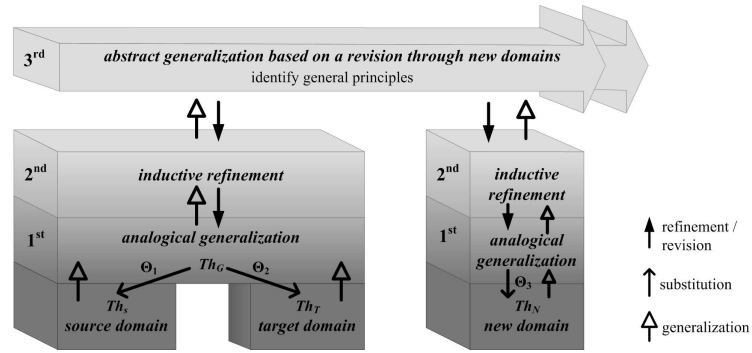 3rd
abstract generalization based on a revision through new domains
identify general principles
2nd
inductive refinement
1st
analogical generalization
Θ1
ThG
Θ2
Ths
ThT
source domain
target domain
2nd
inductive
refinement
1st
analogical
generalization
Θ3
ThN
new domain
refinement /
revision
substitution
generalization